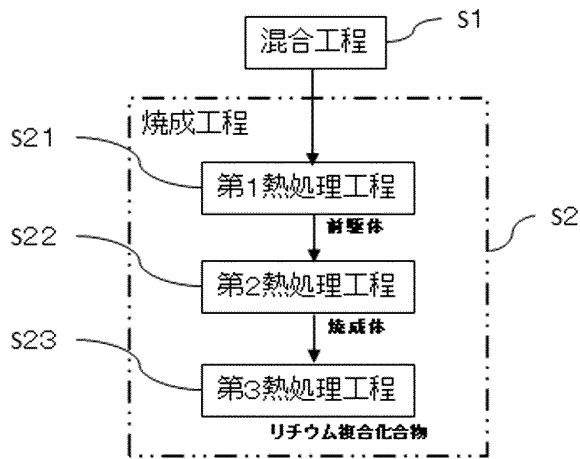 混合工程
S1
焼成工程
S21
第1熱処理工程
前駆体
S2
S22
第2熱処理工程
焼成体
S23
第3熱処理工程
リチウム複合化合物